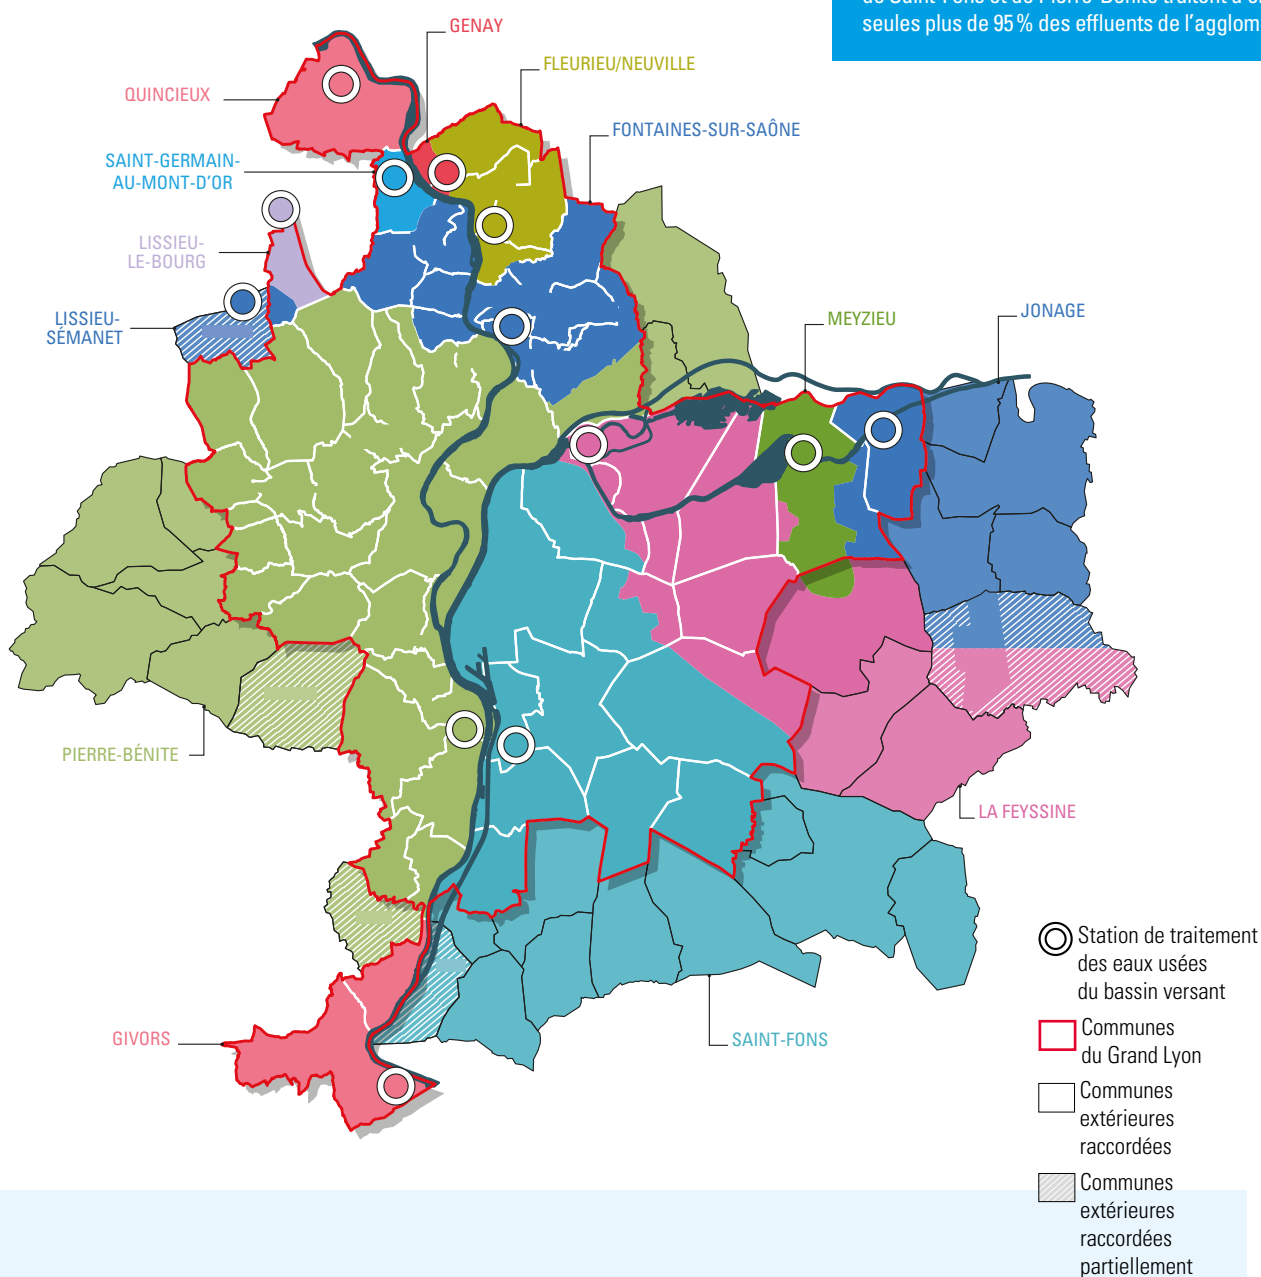 seules plus de 95 % des effluents de l'agglom
GENAY
FLEURIEU/NEUVILLE
QUINCIEUX
FONTAINES-SUR-SAÔNE
SAINT-GERMAIN-
AU-MONT-D'OR
LISSIEU-
LE-BOURG
LISSIEU-
SÉMANET
MEYZIEU
JONAGE
PIERRE-BÉNITE
LA FEYSSINE
GIVORS
SAINT-FONS
Station de traitement
des eaux usées
du bassin versant
Communes
du Grand Lyon
Communes
extérieures
raccordées
Communes
extérieures
raccordées
partiellement